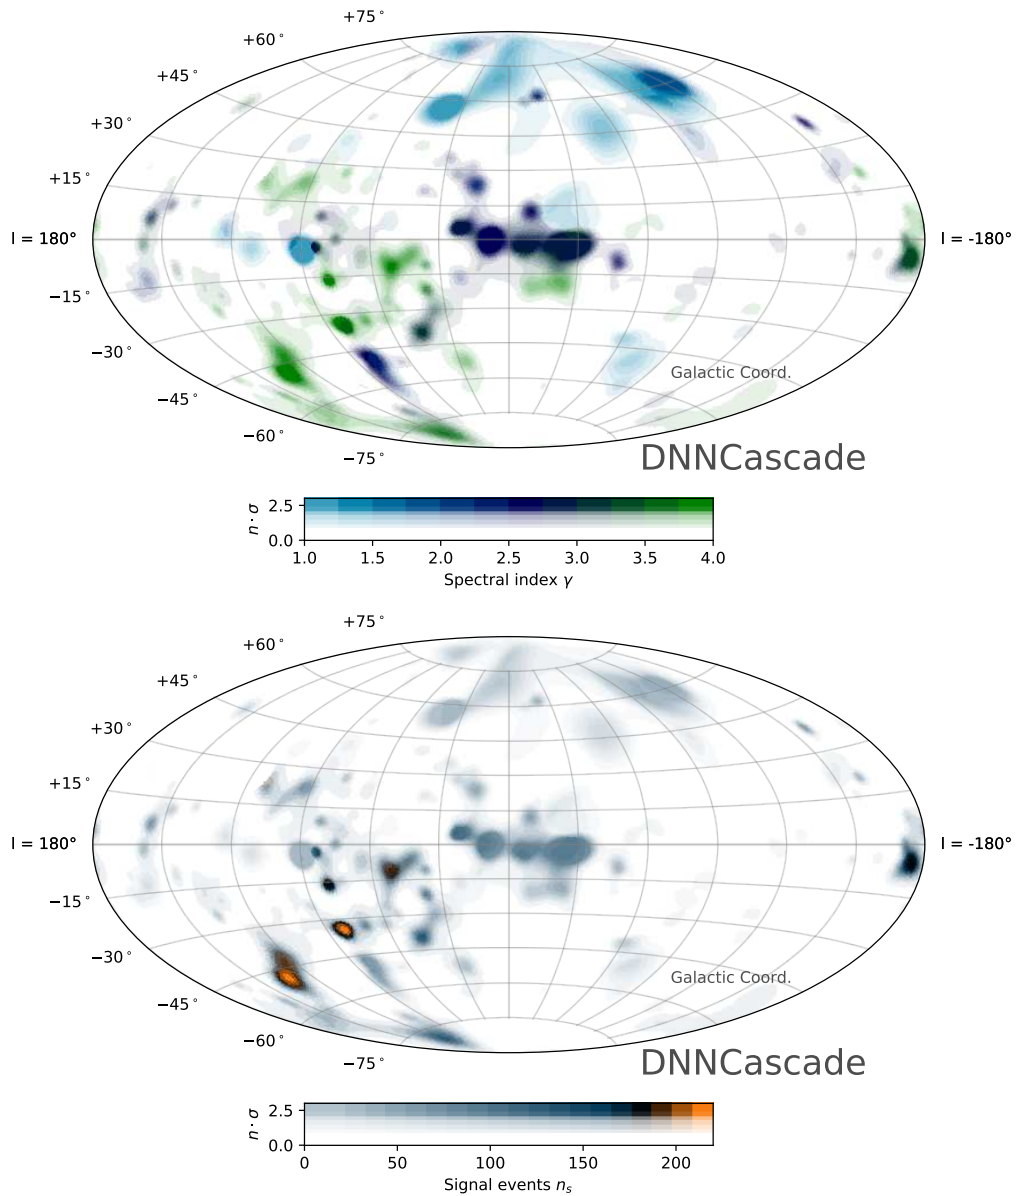 +75°
+60°
+45°
+30°
+15°
l = 180°
l = -180°
−15°
−30°
Galactic Coord.
−45°
−60°
−75°
DNNCascade
n · σ
2.5
0.0
1.0 1.5 2.0 2.5 3.0 3.5 4.0
Spectral index γ
+75°
+60°
+45°
+30°
+15°
l = 180°
l = -180°
−15°
−30°
Galactic Coord.
−45°
−60°
−75°
DNNCascade
n · σ
2.5
0.0
0 50 100 150 200
Signal events nₛ